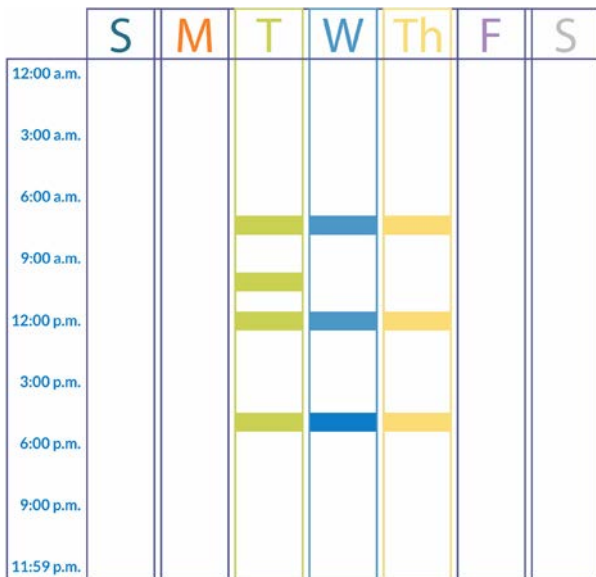 S M T W Th F S
12:00 a.m.
3:00 a.m.
6:00 a.m.
9:00 a.m.
12:00 p.m.
3:00 p.m.
6:00 p.m.
9:00 p.m.
11:59 p.m.